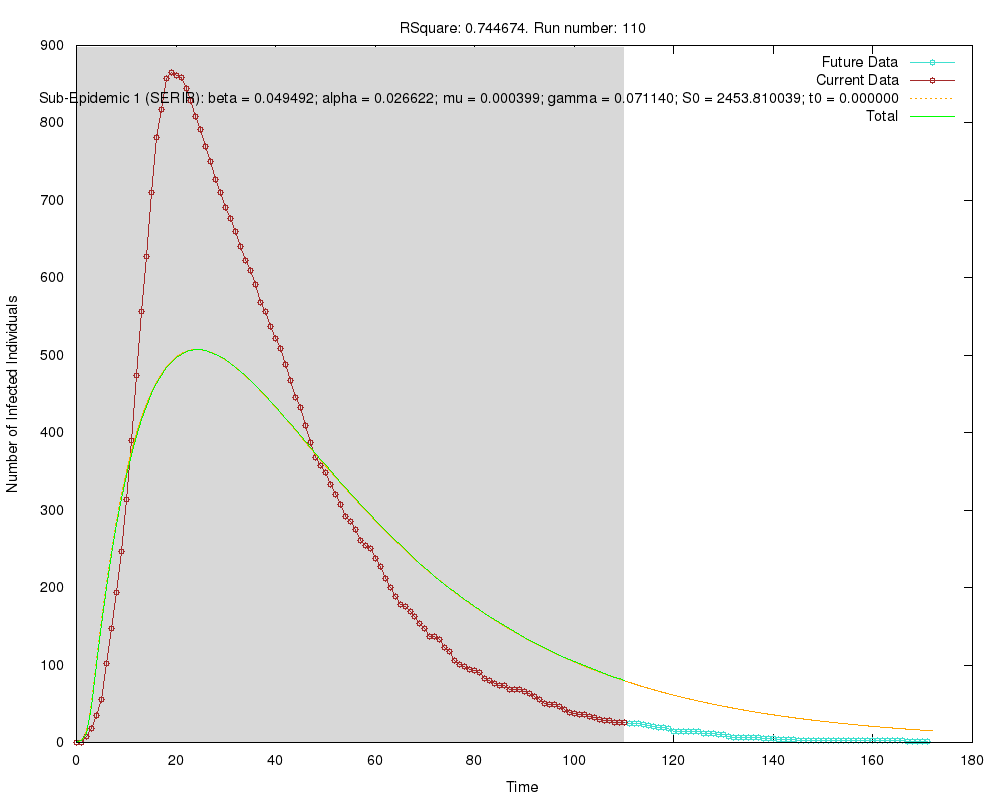 RSquare: 0.744674. Run number: 110
900
800
700
600
500
400
300
200
100
0
Number of Infected Individuals
Future Data
Current Data
Sub-Epidemic 1 (SERIR): beta = 0.049492; alpha = 0.026622; mu = 0.000399; gamma = 0.071140; S0 = 2453.810039; t0 = 0.000000
Total
0 20 40 60 80 100 120 140 160 180
Time